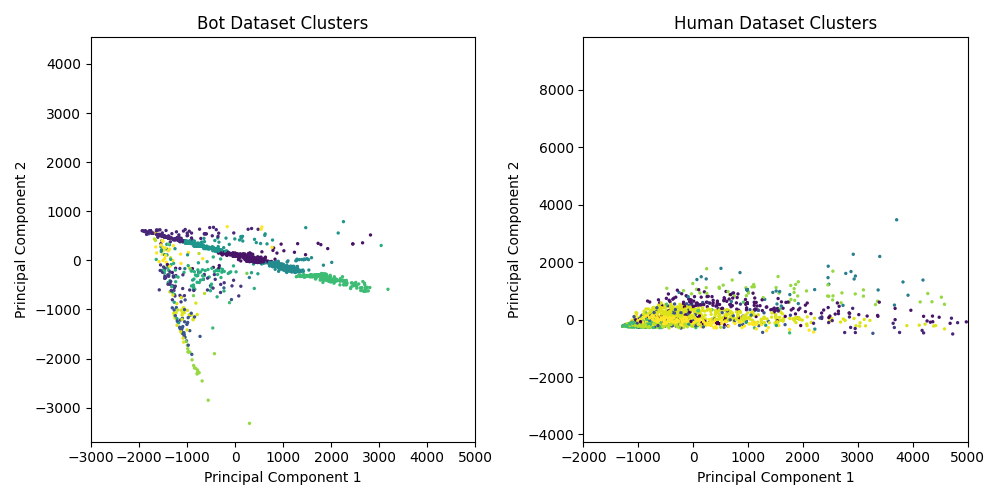 Bot Dataset Clusters
Principal Component 2
4000
3000
2000
1000
0
−1000
−2000
−3000
−3000 −2000 −1000 0 1000 2000 3000 4000 5000
Principal Component 1
Human Dataset Clusters
Principal Component 2
8000
6000
4000
2000
0
−2000
−4000
−2000 −1000 0 1000 2000 3000 4000 5000
Principal Component 1